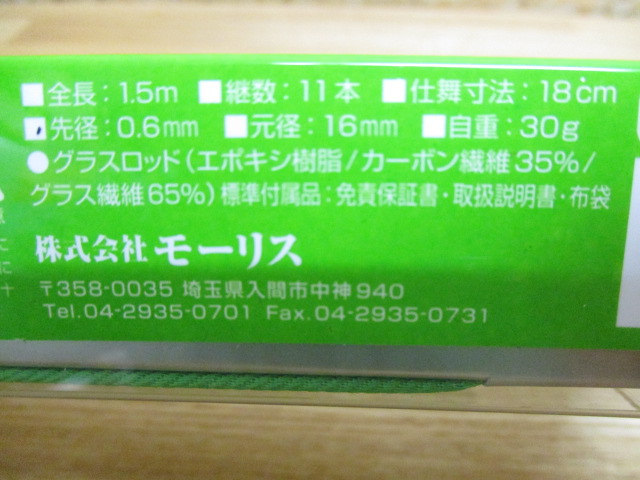 ■全長：1.5m ■継数：11本 ■仕舞寸法：18cm
■先径：0.6mm ■元径：16mm ■自重：30g
●グラスロッド（エポキシ樹脂/カーボン繊維35%/
グラス繊維65%）標準付属品：免責保証書・取扱説明書・布袋
株式会社 モーリス
〒358-0035 埼玉県入間市中神940
Tel.04-2935-0701 Fax.04-2935-0731